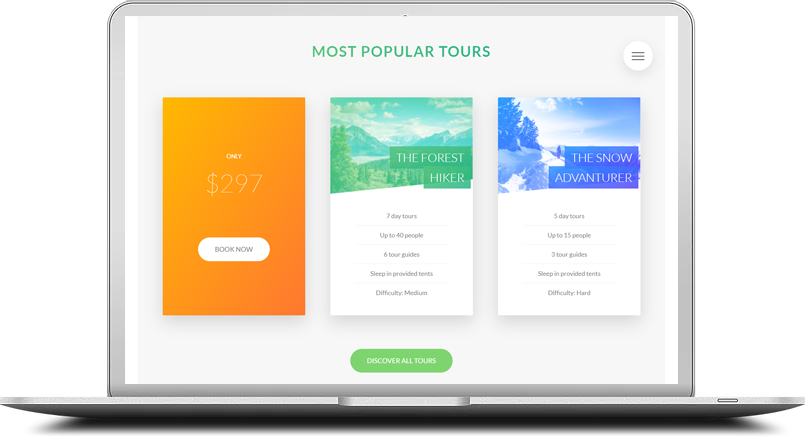 MOST POPULAR TOURS
ONLY
$297
BOOK NOW
THE FOREST
HIKER
7 day tours
Up to 40 people
6 tour guides
Sleep in provided tents
Difficulty: Medium
THE SNOW
ADVANTURER
5 day tours
Up to 15 people
3 tour guides
Sleep in provided tents
Difficulty: Hard
DISCOVER ALL TOURS